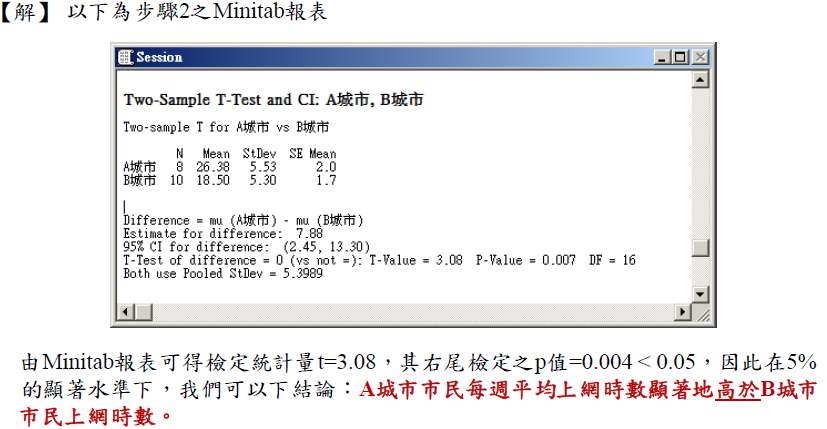 【解】 以下為步驟2之Minitab報表
Session
Two-Sample T-Test and CI: A城市, B城市
Two-sample T for A城市 vs B城市
N Mean StDev SE Mean
A城市 8 26.38 5.53 2.0
B城市 10 18.50 5.30 1.7
Difference = mu (A城市) - mu (B城市)
Estimate for difference: 7.88
95% CI for difference: (2.45, 13.30)
T-Test of difference = 0 (vs not =): T-Value = 3.08 P-Value = 0.007 DF = 16
Both use Pooled StDev = 5.3989
由Minitab報表可得檢定統計量t=3.08，其右尾檢定之p值=0.004 < 0.05，因此在5%
的顯著水準下，我們可以下結論：A城市市民每週平均上網時數顯著地高於B城市
市民上網時數。